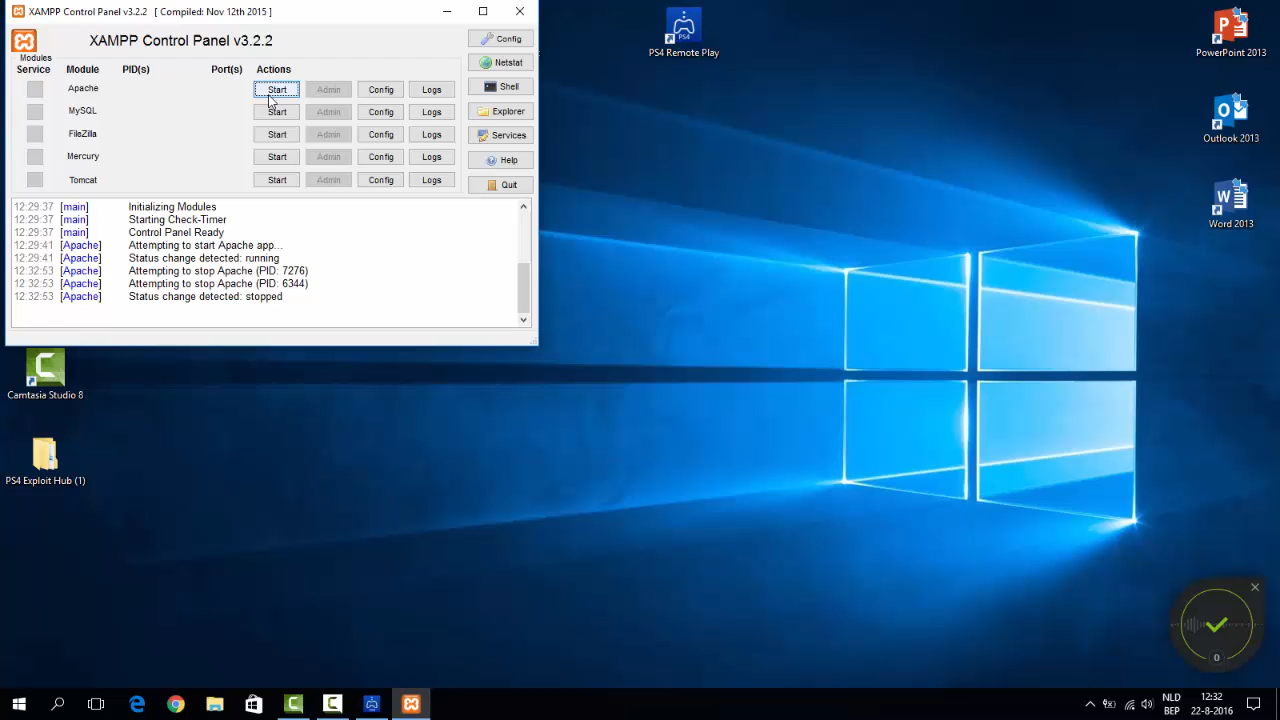 XAMPP Control Panel v3.2.2   [ Compiled: Nov 12th 2015 ]
XAMPP Control Panel v3.2.2
Config
Modules
Service Module PID(s) Port(s) Actions
Netstat
Apache Start Admin Config Logs
Shell
MySQL Start Admin Config Logs
Explorer
FileZilla Start Admin Config Logs
Services
Mercury Start Admin Config Logs
Help
Tomcat Start Admin Config Logs
Quit
12:29:37 [main] Initializing Modules
12:29:37 [main] Starting Check-Timer
12:29:37 [main] Control Panel Ready
12:29:41 [Apache] Attempting to start Apache app...
12:29:41 [Apache] Status change detected: running
12:32:53 [Apache] Attempting to stop Apache (PID: 7276)
12:32:53 [Apache] Attempting to stop Apache (PID: 6344)
12:32:53 [Apache] Status change detected: stopped
PS4
PS4 Remote Play
PowerPoint 2013
Outlook 2013
Word 2013
Camtasia Studio 8
PS4 Exploit Hub (1)
0
NLD
BEP
12:32
22-8-2016